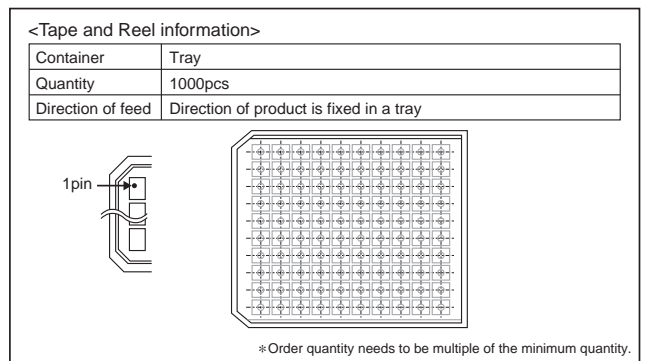 <Tape and Reel information>
Container Tray
Quantity 1000pcs
Direction of feed Direction of product is fixed in a tray
1pin
∗Order quantity needs to be multiple of the minimum quantity.